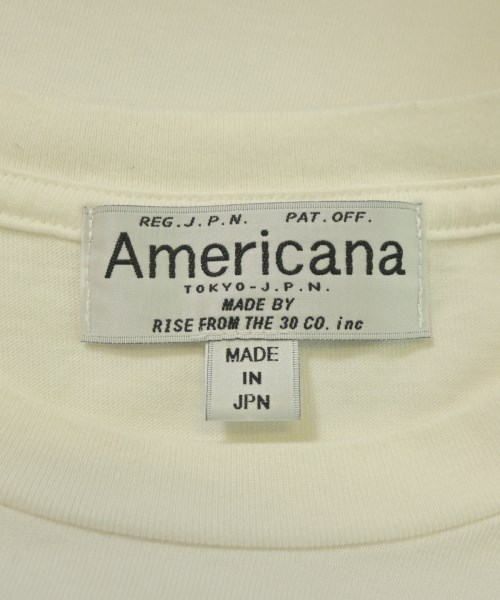 REG.J.P.N. PAT.OFF.
Americana
TOKYO-J.P.N.
MADE BY
RISE FROM THE 30 CO. inc
MADE
IN
JPN